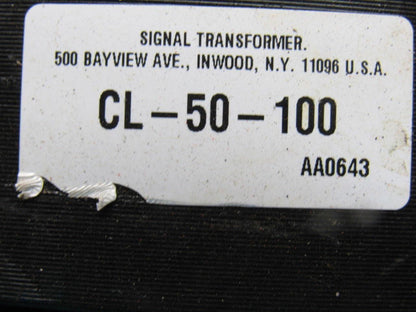 SIGNAL TRANSFORMER.
500 BAYVIEW AVE., INWOOD, N.Y. 11096 U.S.A.
CL-50-100
AA0643